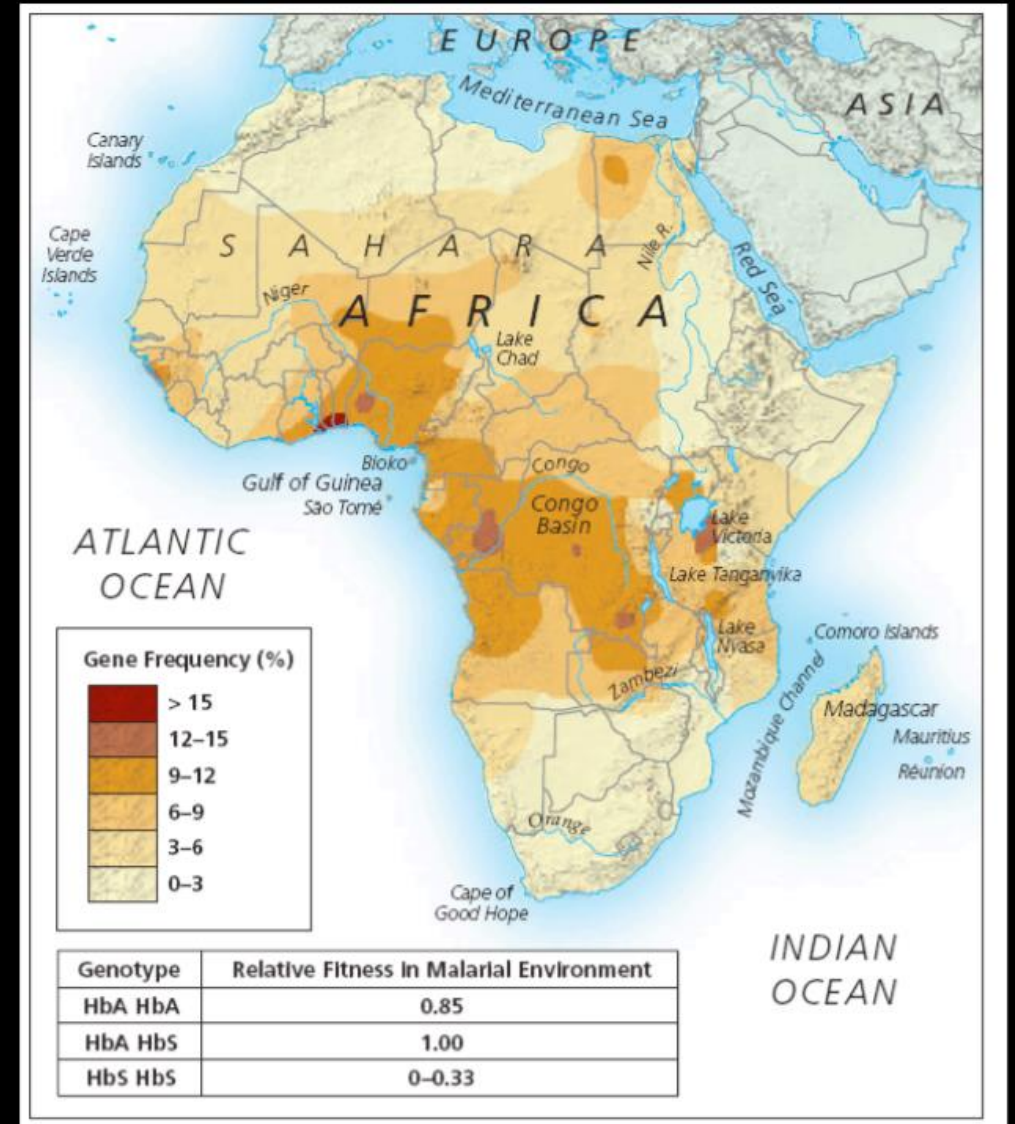 EUROPE
ASIA
Mediterranean Sea
Canary
Islands
Cape
Verde
Islands
SAHARA
Nile R.
Red Sea
Niger
AFRICA
Lake
Chad
Bioko
Gulf of Guinea
São Tomé
Congo
Congo
Basin
Lake
Victoria
Lake Tanganyika
ATLANTIC
OCEAN
Lake
Nyasa
Comoro Islands
Zambezi
Mozambique Channel
Madagascar
Mauritius
Réunion
Orange
Cape of
Good Hope
INDIAN
OCEAN
Gene Frequency (%)
> 15
12–15
9–12
6–9
3–6
0–3
Genotype Relative Fitness in Malarial Environment
HbA HbA 0.85
HbA HbS 1.00
HbS HbS 0–0.33